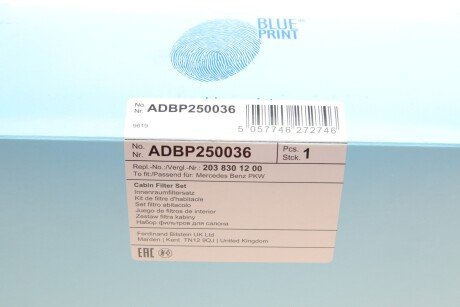 BLUE
PRINT
No.
Nr. ADBP250036
9619
5 057746 272746
No.
Nr. ADBP250036
Pcs.
Stck. 1
Repl.-No.:/Vergl.-Nr.: 203 830 12 00
To fit:/Passend für: Mercedes Benz PKW
Cabin Filter Set
Innenraumfiltersatz
Kit de filtre d'habitacle
Set filtro abitacolo
Juego de filtros de interior
Zestaw filtra kabiny
Набор фильтров для салона
Ferdinand Bilstein UK Ltd
Marden | Kent TN12 9QJ | United Kingdom
EAC